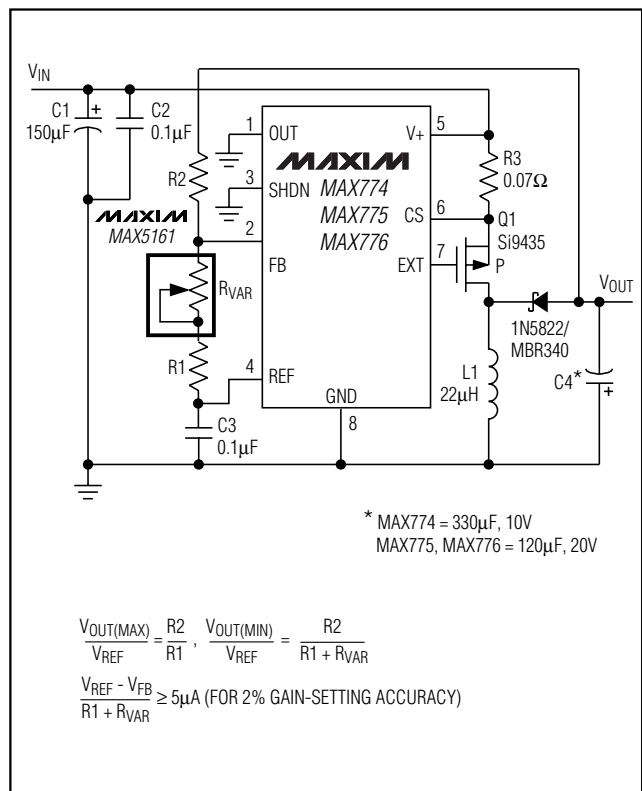 VIN
C1
150µF
+
C2
0.1µF
R2
MAXIM
MAX5161
RVAR
R1
C3
0.1µF
1
OUT
3
SHDN
2
FB
4
REF
MAXIM
MAX774
MAX775
MAX776
GND
8
V+
5
CS
6
EXT
7
R3
0.07Ω
Q1
Si9435
P
VOUT
1N5822/
MBR340
L1
22µH
C4*
+
* MAX774 = 330µF, 10V
MAX775, MAX776 = 120µF, 20V
VOUT(MAX)/VREF = R2/R1 , VOUT(MIN)/VREF = R2/(R1 + RVAR)
(VREF - VFB)/(R1 + RVAR) ≥ 5µA (FOR 2% GAIN-SETTING ACCURACY)